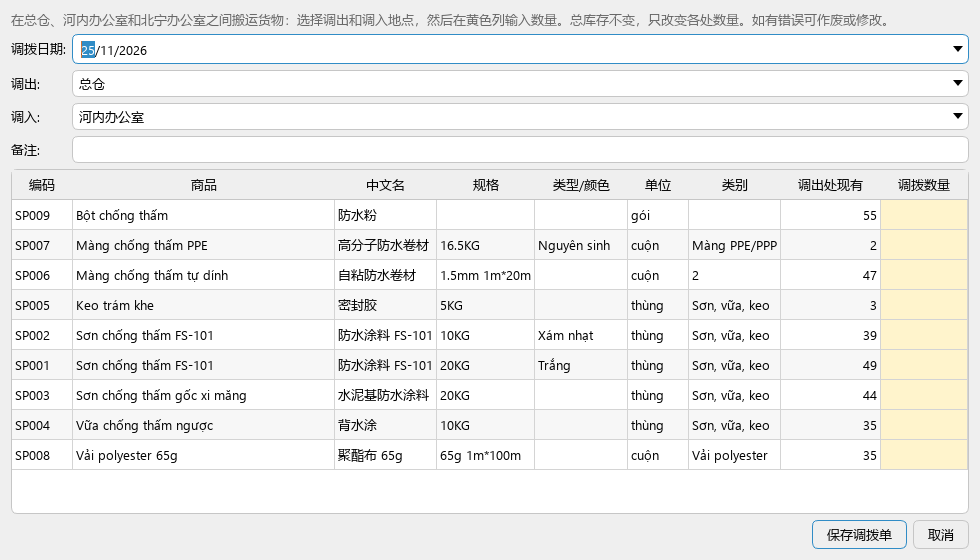 在总仓、河内办公室和北宁办公室之间搬运货物：选择调出和调入地点，然后在黄色列输入数量。总库存不变，只改变各处数量。如有错误可作废或修改。
调拨日期: 25/11/2026
调出: 总仓
调入: 河内办公室
备注:
编码 商品 中文名 规格 类型/颜色 单位 类别 调出处现有 调拨数量
SP009 Bột chống thấm 防水粉 gói 55
SP007 Màng chống thấm PPE 高分子防水卷材 16.5KG Nguyên sinh cuộn Màng PPE/PPP 2
SP006 Màng chống thấm tự dính 自粘防水卷材 1.5mm 1m*20m cuộn 2 47
SP005 Keo trám khe 密封胶 5KG thùng Sơn, vữa, keo 3
SP002 Sơn chống thấm FS-101 防水涂料 FS-101 10KG Xám nhạt thùng Sơn, vữa, keo 39
SP001 Sơn chống thấm FS-101 防水涂料 FS-101 20KG Trắng thùng Sơn, vữa, keo 49
SP003 Sơn chống thấm gốc xi măng 水泥基防水涂料 20KG thùng Sơn, vữa, keo 44
SP004 Vữa chống thấm ngược 背水涂 10KG thùng Sơn, vữa, keo 35
SP008 Vải polyester 65g 聚酯布 65g 65g 1m*100m cuộn Vải polyester 35
保存调拨单 取消